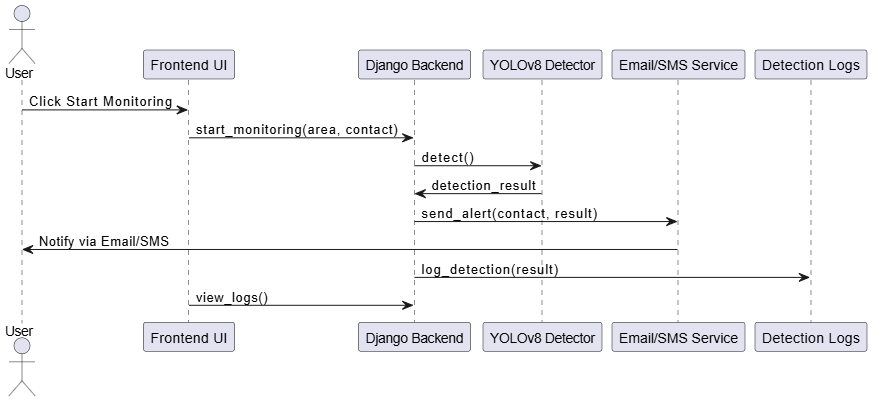 User
Frontend UI
Django Backend
YOLOv8 Detector
Email/SMS Service
Detection Logs
Click Start Monitoring
start_monitoring(area, contact)
detect()
detection_result
send_alert(contact, result)
Notify via Email/SMS
log_detection(result)
view_logs()
User
Frontend UI
Django Backend
YOLOv8 Detector
Email/SMS Service
Detection Logs